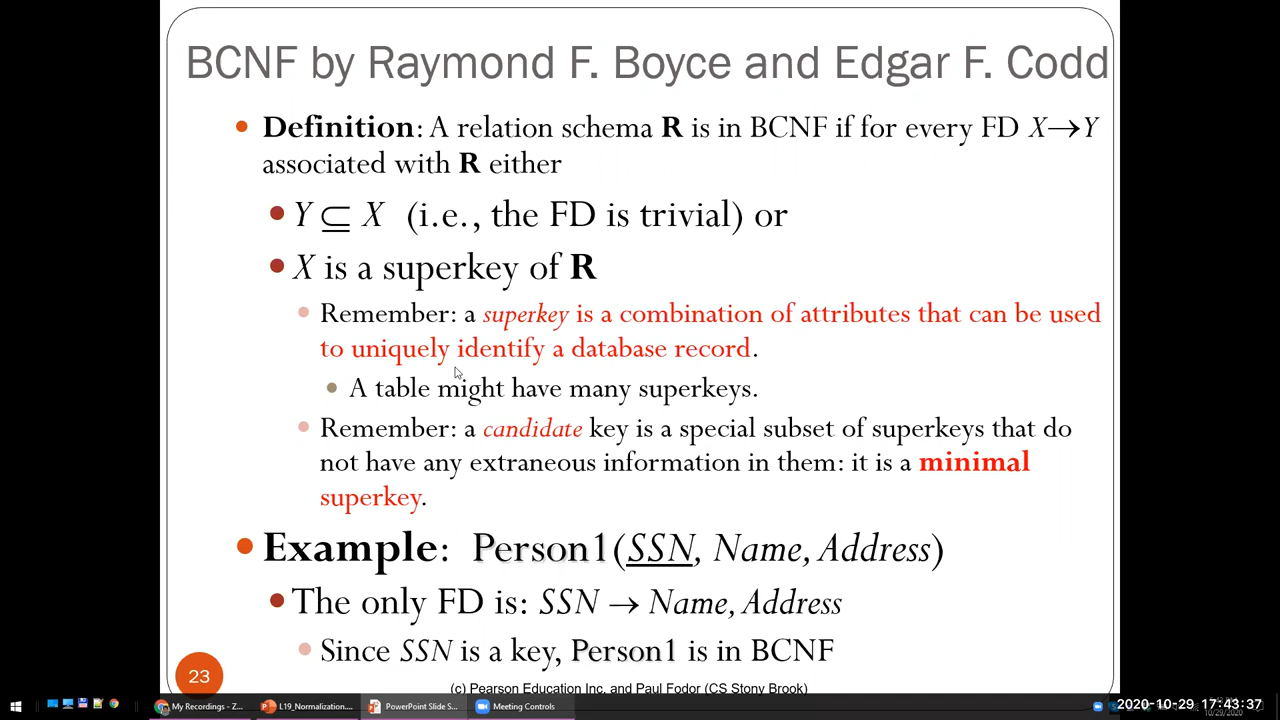 BCNF by Raymond F. Boyce and Edgar F. Codd
Definition: A relation schema R is in BCNF if for every FD X→Y
associated with R either
Y ⊆ X (i.e., the FD is trivial) or
X is a superkey of R
Remember: a superkey is a combination of attributes that can be used
to uniquely identify a database record.
A table might have many superkeys.
Remember: a candidate key is a special subset of superkeys that do
not have any extraneous information in them: it is a minimal
superkey.
Example: Person1(SSN, Name, Address)
The only FD is: SSN → Name, Address
Since SSN is a key, Person1 is in BCNF
23
(c) Pearson Education Inc. and Paul Fodor (CS Stony Brook)
My Recordings - Z...
L19_Normalization....
PowerPoint Slide S...
Meeting Controls
2020-10-29 17:43:37